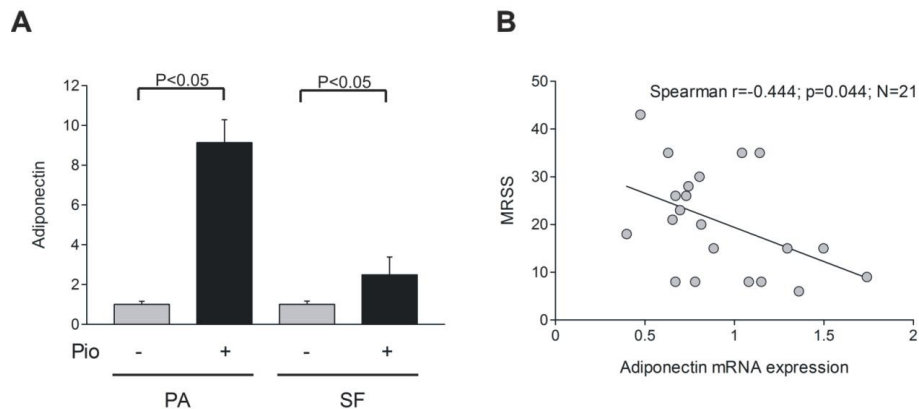 A
P<0.05
P<0.05
12
10
8
6
4
2
0
Adiponectin
Pio - + - +
PA SF
B
Spearman r=-0.444; p=0.044; N=21
50
40
30
20
10
0
MRSS
0 0.5 1 1.5 2
Adiponectin mRNA expression